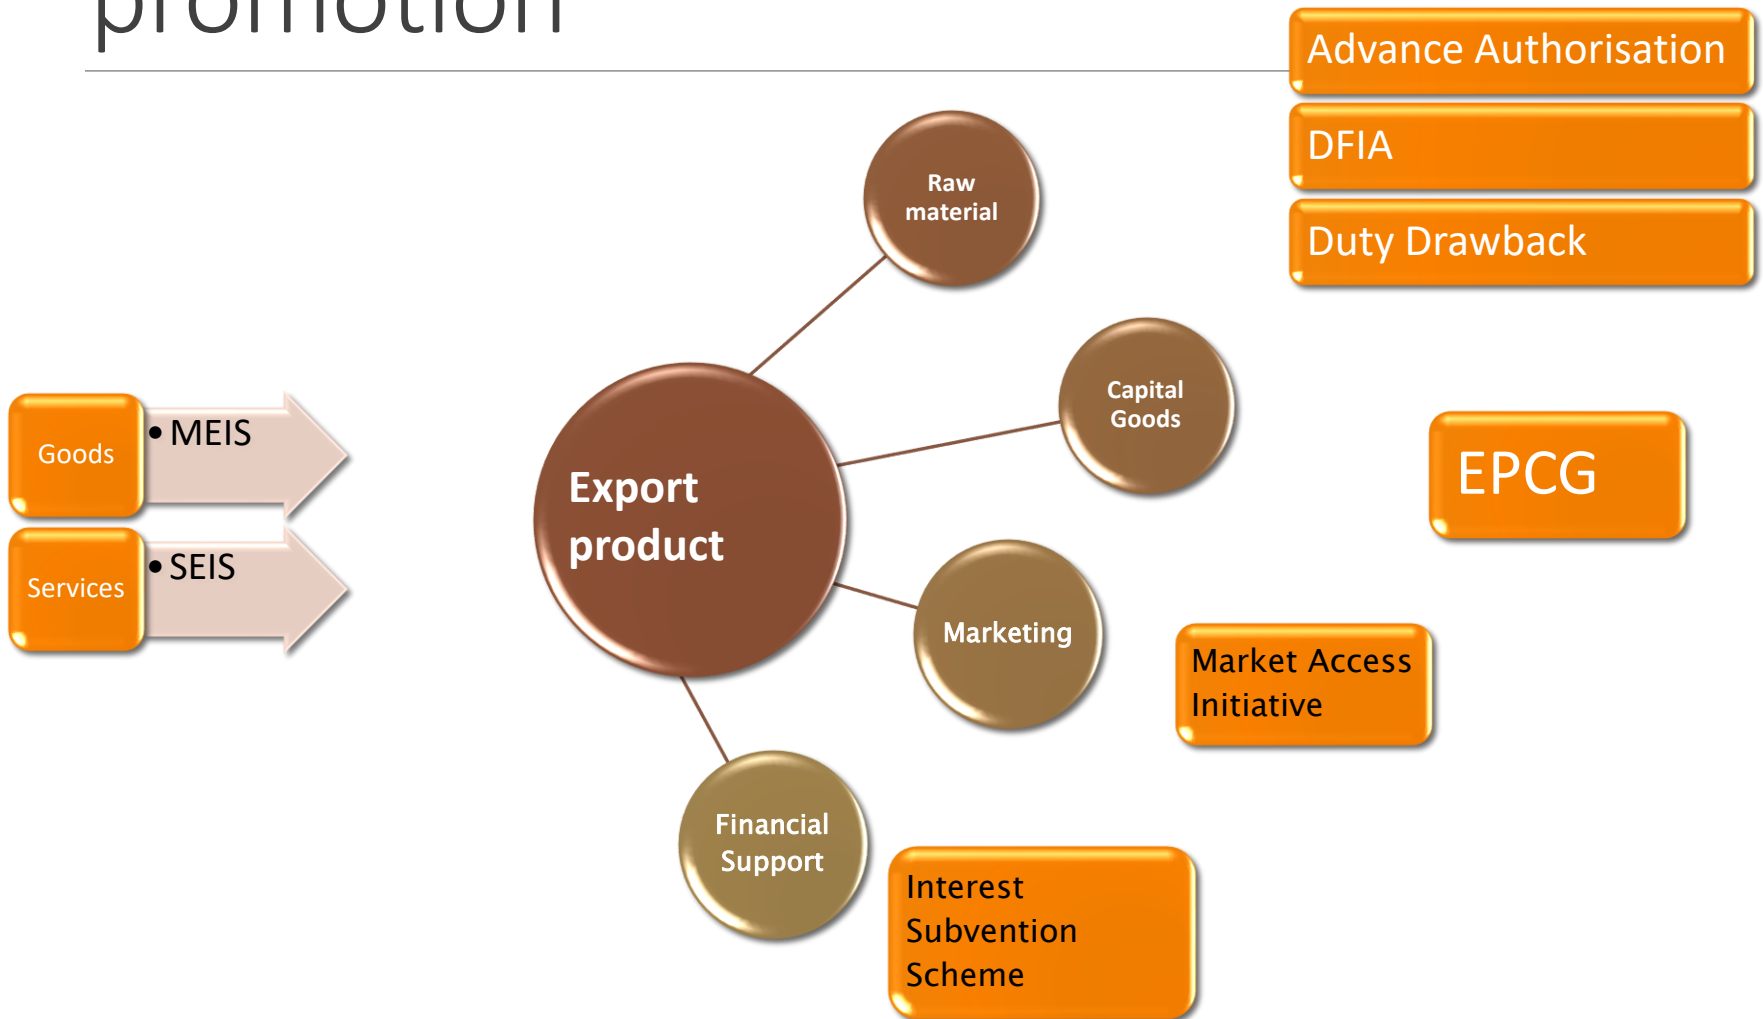 promotion
Advance Authorisation
DFIA
Duty Drawback
Raw
material
Capital
Goods
EPCG
Goods
• MEIS
Services
• SEIS
Export
product
Marketing
Market Access
Initiative
Financial
Support
Interest
Subvention
Scheme